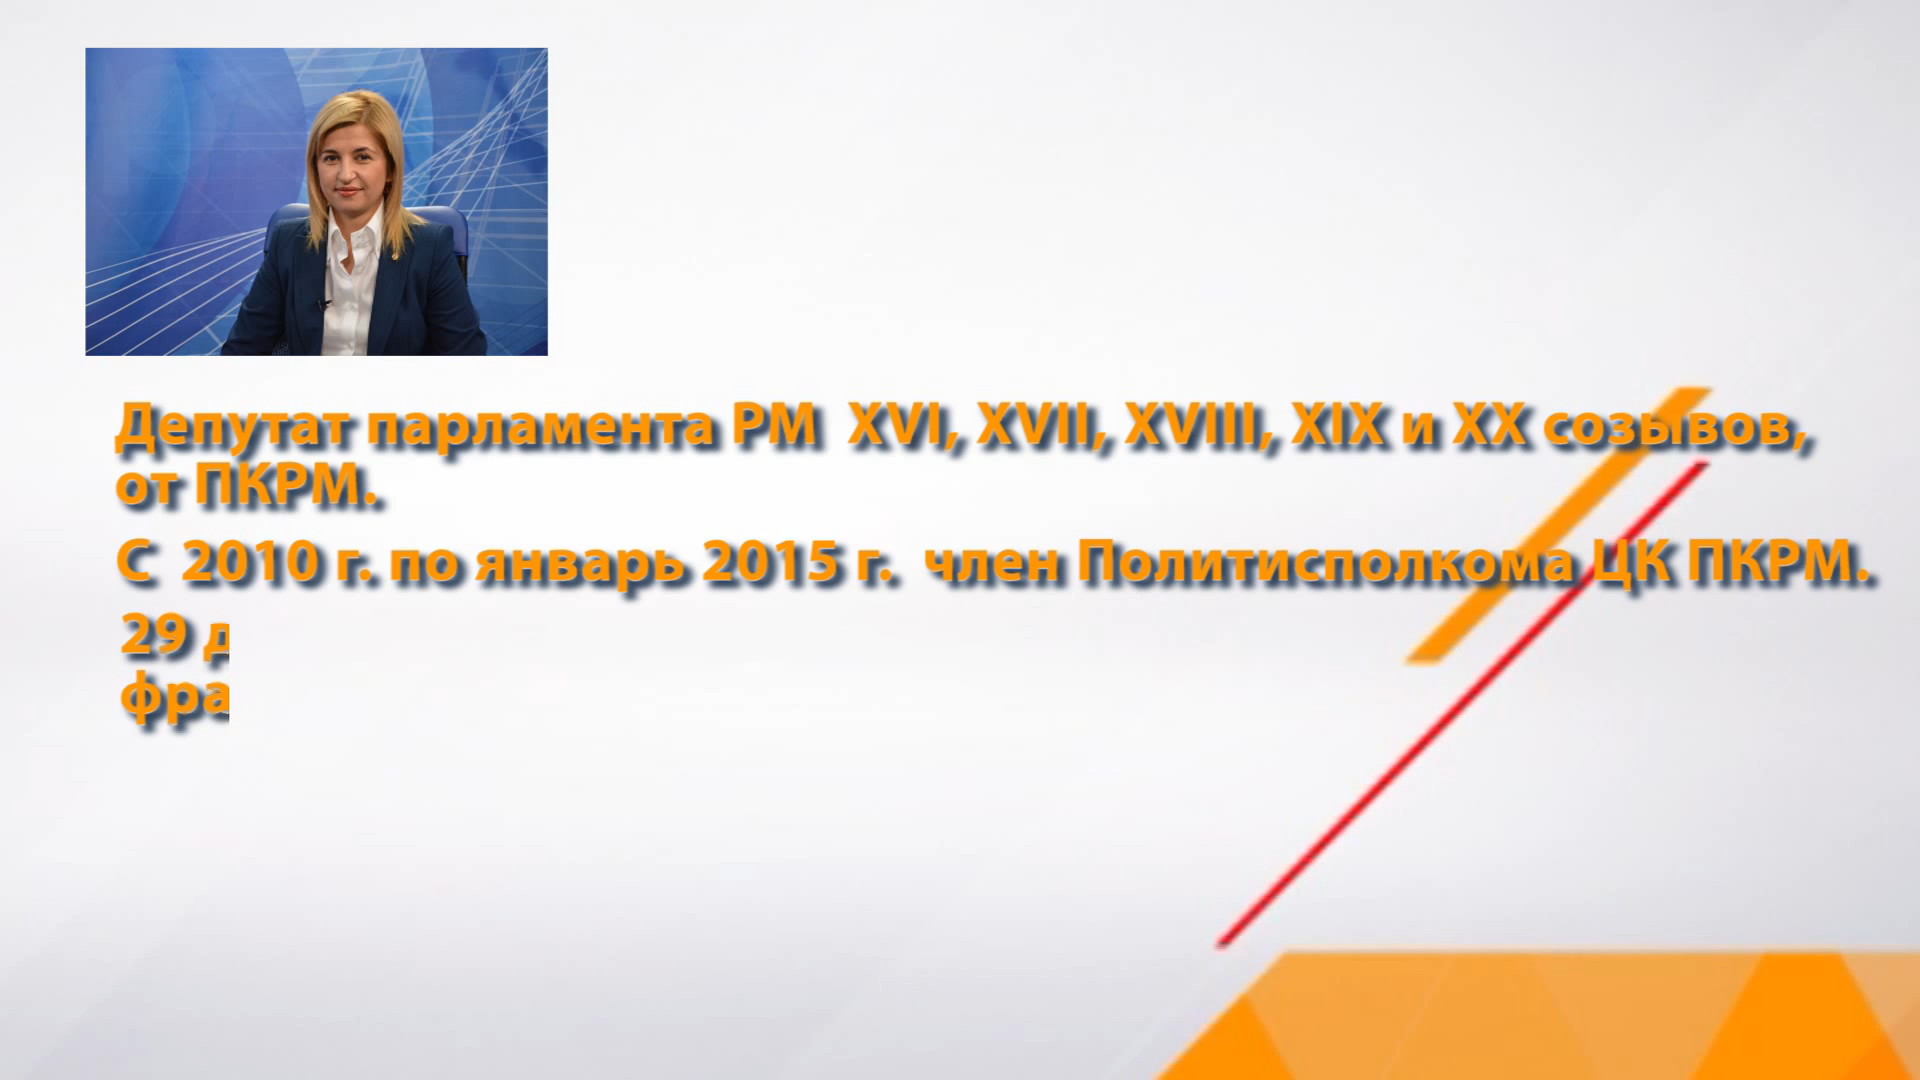 Депутат парламента РМ XVI, XVII, XVIII, XIX и XX созывов,
от ПКРМ.
С 2010 г. по январь 2015 г. член Политисполкома ЦК ПКРМ.
29 д
фра